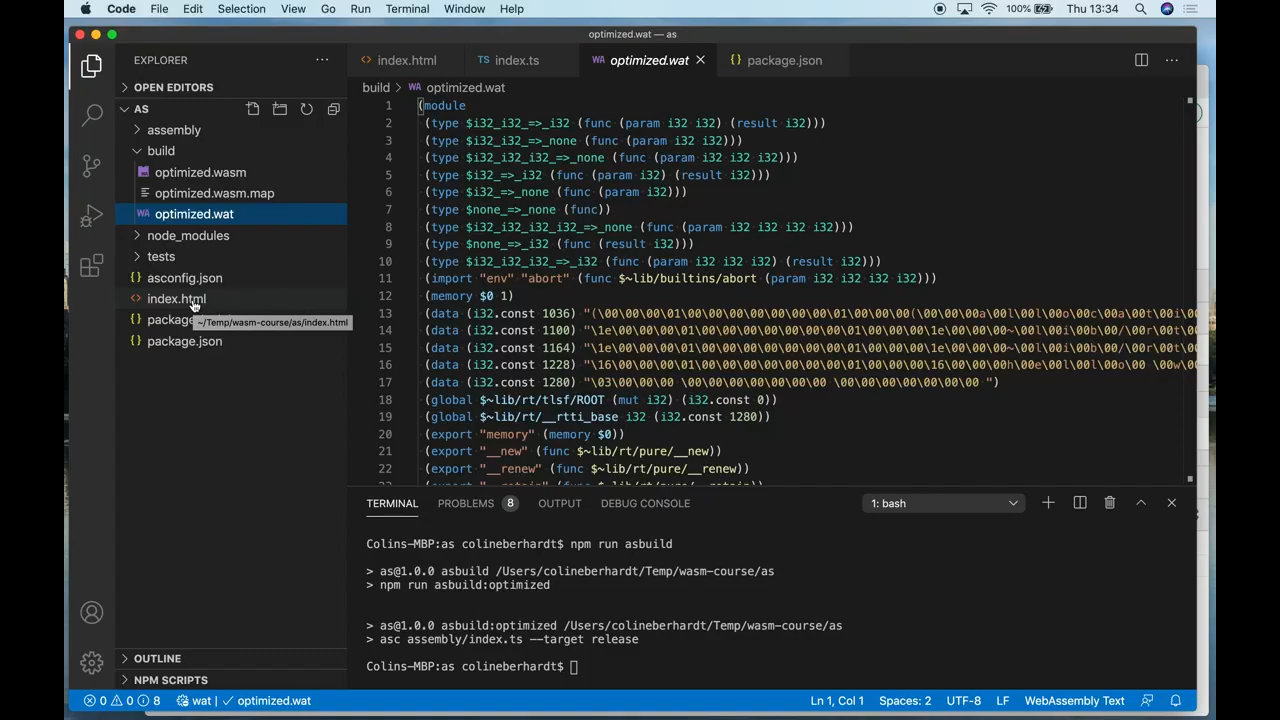 Code File Edit Selection View Go Run Terminal Window Help 100% Thu 13:34
optimized.wat — as
EXPLORER
OPEN EDITORS
AS
assembly
build
optimized.wasm
optimized.wasm.map
WA optimized.wat
node_modules
tests
{} asconfig.json
<> index.html
~/Temp/wasm-course/as/index.html
{} package
{} package.json
OUTLINE
NPM SCRIPTS
<> index.html TS index.ts WA optimized.wat {} package.json
build > WA optimized.wat
1 (module
2 (type $i32_i32_=>_i32 (func (param i32 i32) (result i32)))
3 (type $i32_i32_=>_none (func (param i32 i32)))
4 (type $i32_i32_i32_=>_none (func (param i32 i32 i32)))
5 (type $i32_=>_i32 (func (param i32) (result i32)))
6 (type $i32_=>_none (func (param i32)))
7 (type $none_=>_none (func))
8 (type $i32_i32_i32_i32_=>_none (func (param i32 i32 i32 i32)))
9 (type $none_=>_i32 (func (result i32)))
10 (type $i32_i32_i32_=>_i32 (func (param i32 i32 i32) (result i32)))
11 (import "env" "abort" (func $~lib/builtins/abort (param i32 i32 i32 i32)))
12 (memory $0 1)
13 (data (i32.const 1036) "(\00\00\00\01\00\00\00\00\00\00\00\01\00\00\00(\00\00\00a\00l\00l\00o\00c\00a\00t\00i\00
14 (data (i32.const 1100) "\1e\00\00\00\01\00\00\00\00\00\00\00\01\00\00\00\1e\00\00\00~\00l\00i\00b\00/\00r\00t\00
15 (data (i32.const 1164) "\1e\00\00\00\01\00\00\00\00\00\00\00\01\00\00\00\1e\00\00\00~\00l\00i\00b\00/\00r\00t\00
16 (data (i32.const 1228) "\16\00\00\00\01\00\00\00\00\00\00\00\01\00\00\00\16\00\00\00h\00e\00l\00l\00o\00 \00w\00
17 (data (i32.const 1280) "\03\00\00\00 \00\00\00\00\00\00\00 \00\00\00\00\00\00\00 ")
18 (global $~lib/rt/tlsf/ROOT (mut i32) (i32.const 0))
19 (global $~lib/rt/__rtti_base i32 (i32.const 1280))
20 (export "memory" (memory $0))
21 (export "__new" (func $~lib/rt/pure/__new))
22 (export "__renew" (func $~lib/rt/pure/__renew))
TERMINAL PROBLEMS 8 OUTPUT DEBUG CONSOLE 1: bash
Colins-MBP:as colineberhardt$ npm run asbuild
> as@1.0.0 asbuild /Users/colineberhardt/Temp/wasm-course/as
> npm run asbuild:optimized
> as@1.0.0 asbuild:optimized /Users/colineberhardt/Temp/wasm-course/as
> asc assembly/index.ts --target release
Colins-MBP:as colineberhardt$
0 0 8 wat | optimized.wat Ln 1, Col 1 Spaces: 2 UTF-8 LF WebAssembly Text